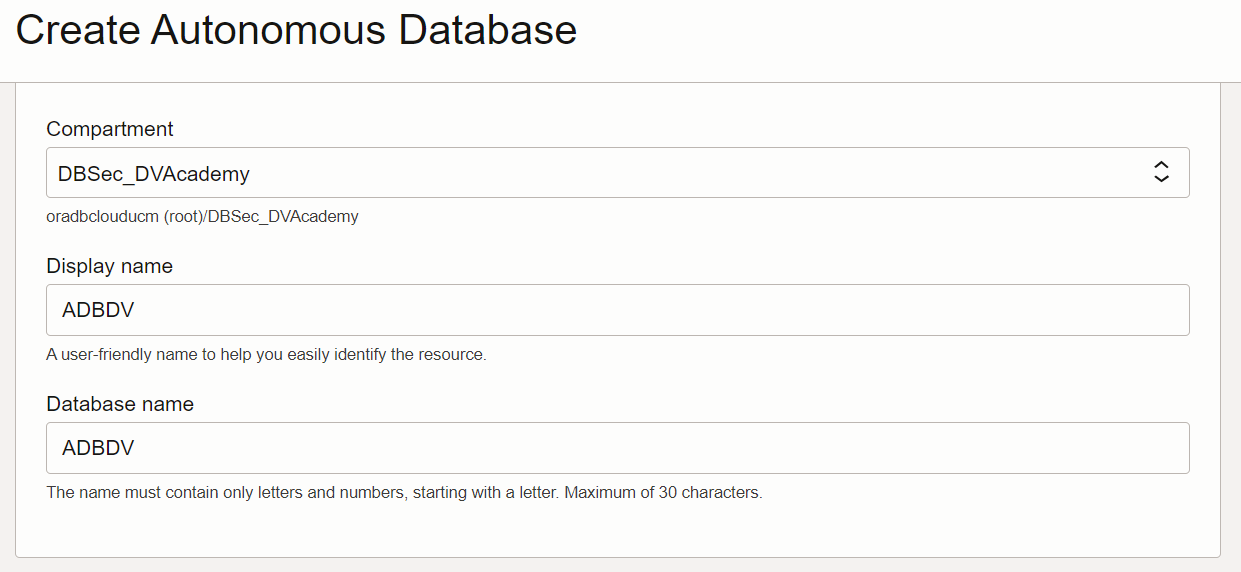 Create Autonomous Database
Compartment
DBSec_DVAcademy
oradbclouducm (root)/DBSec_DVAcademy
Display name
ADBDV
A user-friendly name to help you easily identify the resource.
Database name
ADBDV
The name must contain only letters and numbers, starting with a letter. Maximum of 30 characters.